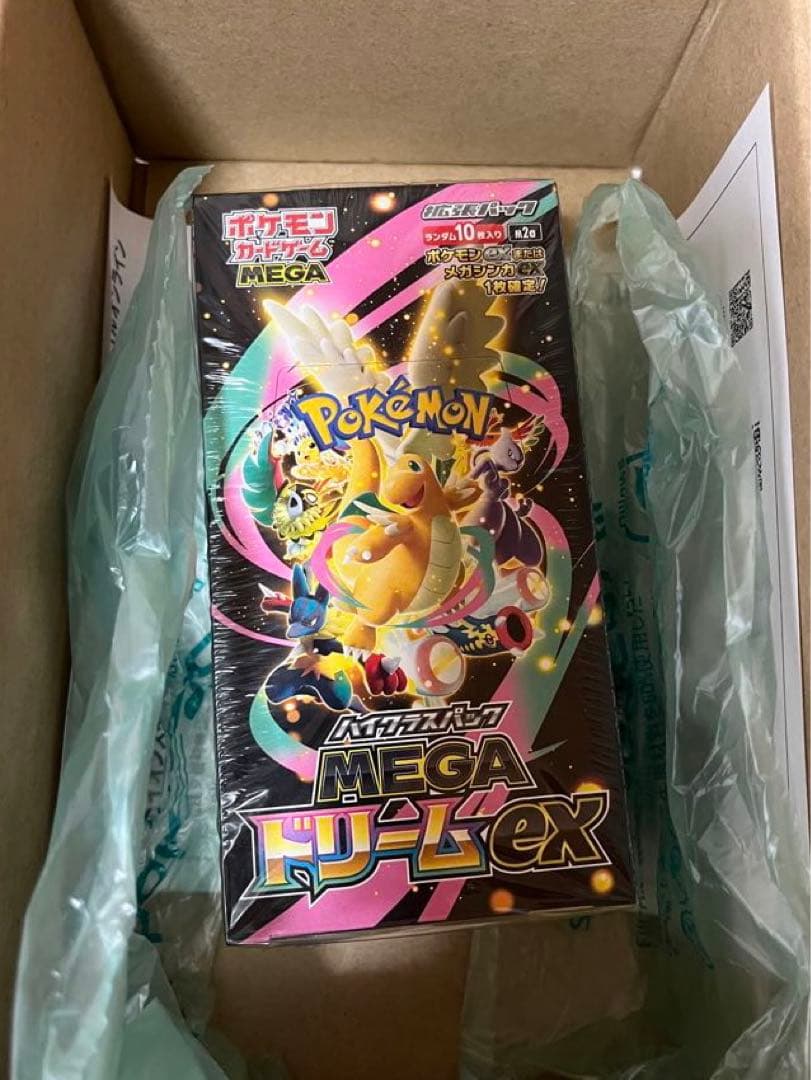 ポケモン
カードゲーム
MEGA
拡張パック
ランダム10枚入り
M2a
ポケモンexまたは
メガシンカex
1枚確定!
POKéMON
ハイクラスパック
MEGA
ドリームex